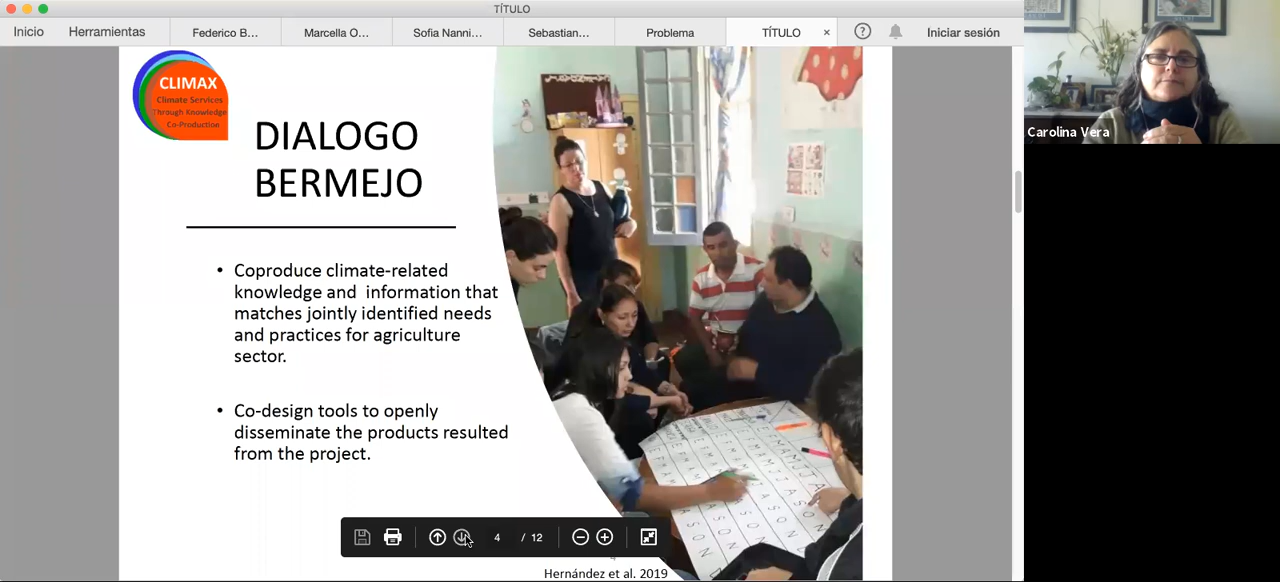 TÍTULO
Inicio
Herramientas
Federico B...
Marcella O...
Sofia Nanni...
Sebastian...
Problema
TÍTULO
×
?
Iniciar sesión
CLIMAX
Climate Services
Through Knowledge
Co-Production
DIALOGO
BERMEJO
• Coproduce climate-related
knowledge and information that
matches jointly identified needs
and practices for agriculture
sector.
• Co-design tools to openly
disseminate the products resulted
from the project.
4 / 12
Hernández et al. 2019
Carolina Vera